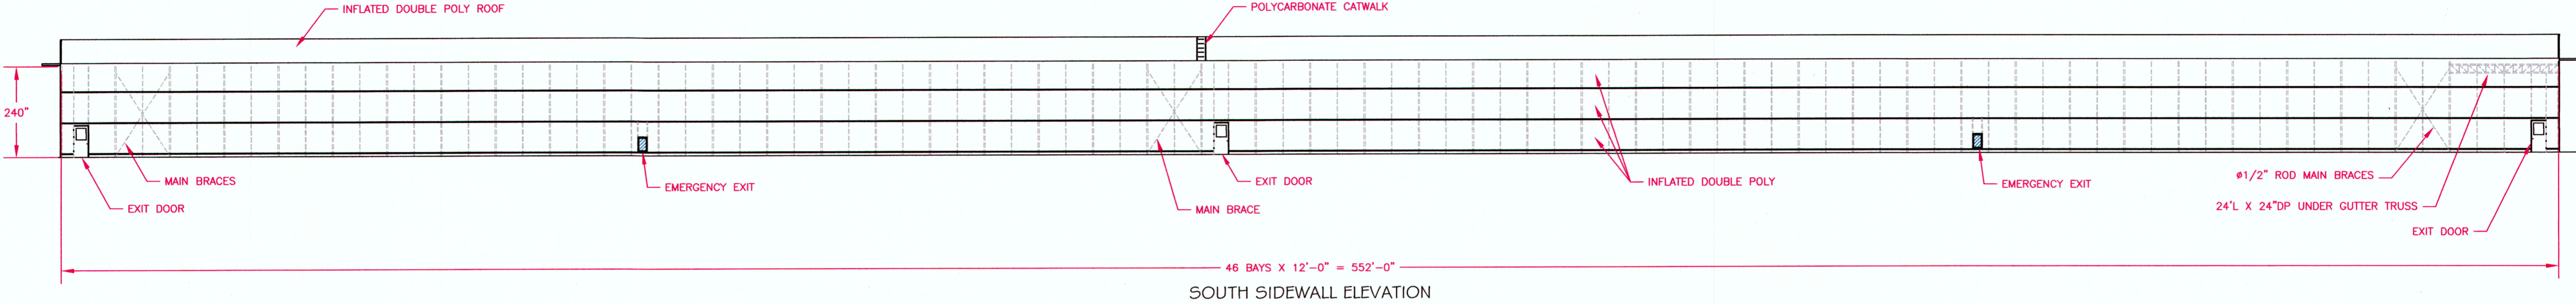 INFLATED DOUBLE POLY ROOF
POLYCARBONATE CATWALK
240"
MAIN BRACES
EXIT DOOR
EMERGENCY EXIT
EXIT DOOR
MAIN BRACE
INFLATED DOUBLE POLY
EMERGENCY EXIT
ø1/2" ROD MAIN BRACES
24'L X 24"DP UNDER GUTTER TRUSS
EXIT DOOR
46 BAYS X 12'-0" = 552'-0"
SOUTH SIDEWALL ELEVATION